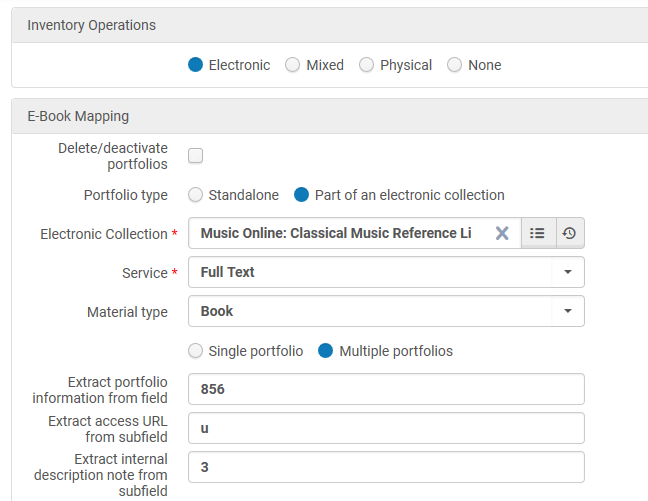 Inventory Operations
Electronic Mixed Physical None
E-Book Mapping
Delete/deactivate
portfolios
Portfolio type Standalone Part of an electronic collection
Electronic Collection * Music Online: Classical Music Reference Li
Service * Full Text
Material type Book
Single portfolio Multiple portfolios
Extract portfolio
information from field
856
Extract access URL
from subfield
u
Extract internal
description note from
subfield
3